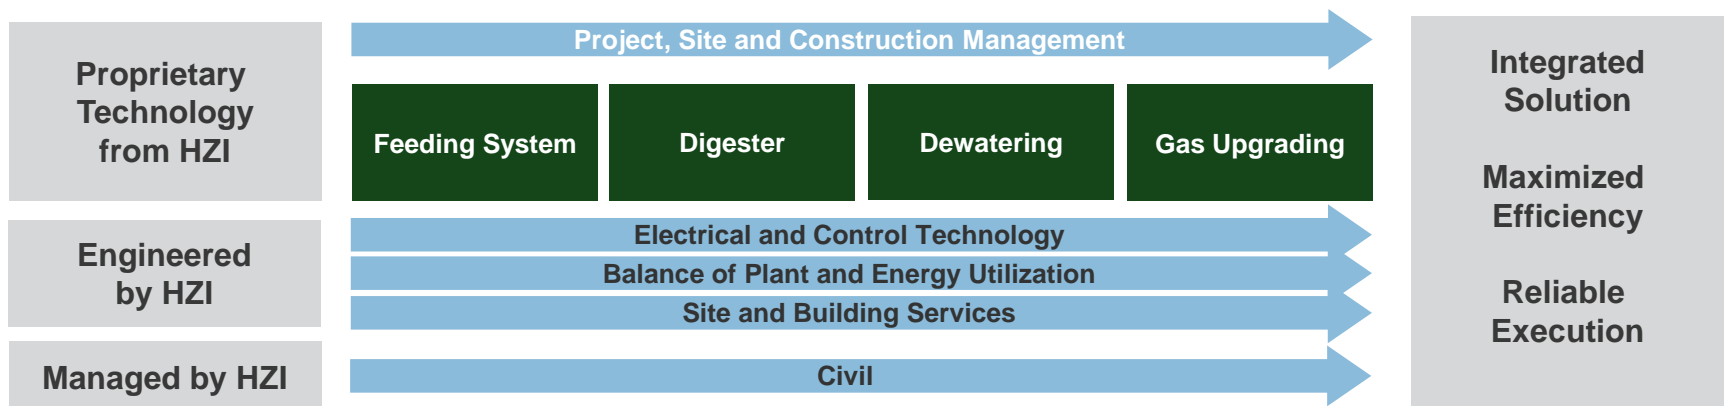 Proprietary
Technology
from HZI
Project, Site and Construction Management
Feeding System
Digester
Dewatering
Gas Upgrading
Engineered
by HZI
Electrical and Control Technology
Balance of Plant and Energy Utilization
Site and Building Services
Managed by HZI
Civil
Integrated
Solution
Maximized
Efficiency
Reliable
Execution